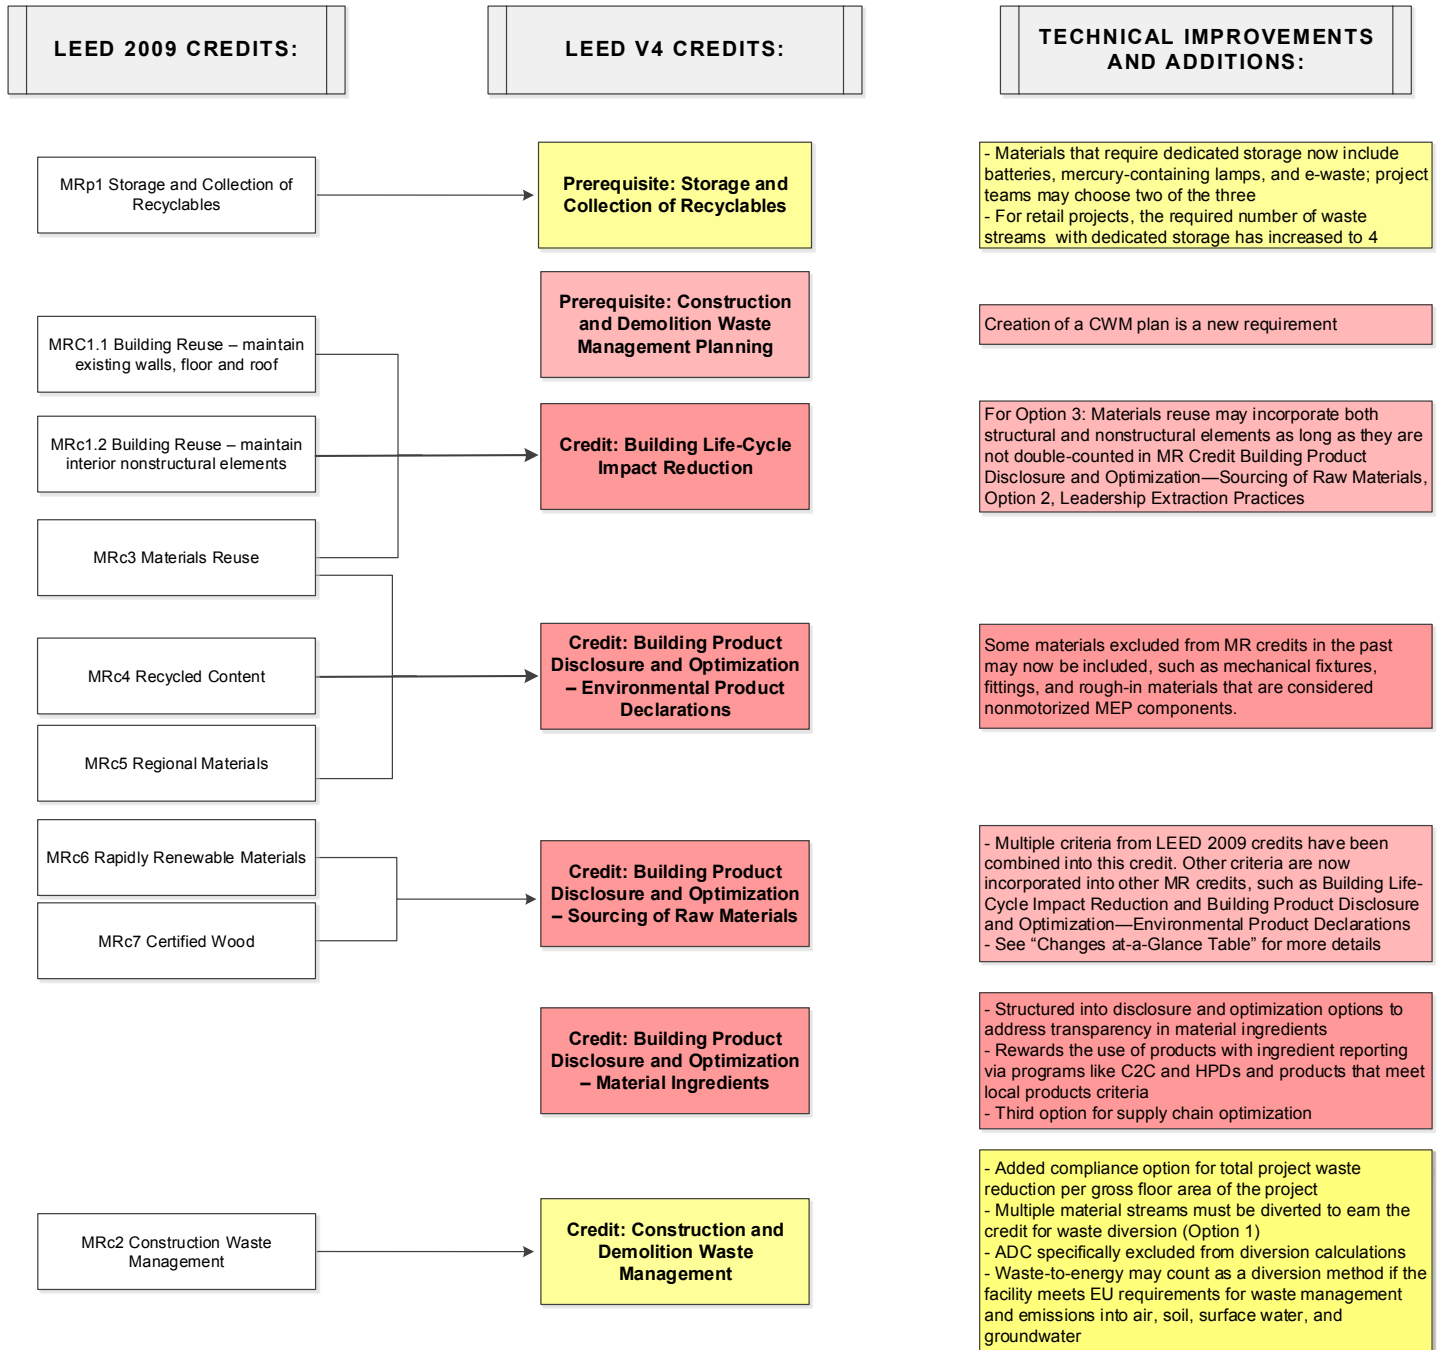 LEED 2009 CREDITS:
LEED V4 CREDITS:
TECHNICAL IMPROVEMENTS
AND ADDITIONS:
MRp1 Storage and Collection of
Recyclables
Prerequisite: Storage and
Collection of Recyclables
- Materials that require dedicated storage now include
batteries, mercury-containing lamps, and e-waste; project
teams may choose two of the three
- For retail projects, the required number of waste
streams with dedicated storage has increased to 4
Prerequisite: Construction
and Demolition Waste
Management Planning
Creation of a CWM plan is a new requirement
MRC1.1 Building Reuse – maintain
existing walls, floor and roof
MRc1.2 Building Reuse – maintain
interior nonstructural elements
MRc3 Materials Reuse
Credit: Building Life-Cycle
Impact Reduction
For Option 3: Materials reuse may incorporate both
structural and nonstructural elements as long as they are
not double-counted in MR Credit Building Product
Disclosure and Optimization—Sourcing of Raw Materials,
Option 2, Leadership Extraction Practices
MRc4 Recycled Content
MRc5 Regional Materials
Credit: Building Product
Disclosure and Optimization
– Environmental Product
Declarations
Some materials excluded from MR credits in the past
may now be included, such as mechanical fixtures,
fittings, and rough-in materials that are considered
nonmotorized MEP components.
MRc6 Rapidly Renewable Materials
MRc7 Certified Wood
Credit: Building Product
Disclosure and Optimization
– Sourcing of Raw Materials
- Multiple criteria from LEED 2009 credits have been
combined into this credit. Other criteria are now
incorporated into other MR credits, such as Building Life-
Cycle Impact Reduction and Building Product Disclosure
and Optimization—Environmental Product Declarations
- See “Changes at-a-Glance Table” for more details
Credit: Building Product
Disclosure and Optimization
– Material Ingredients
- Structured into disclosure and optimization options to
address transparency in material ingredients
- Rewards the use of products with ingredient reporting
via programs like C2C and HPDs and products that meet
local products criteria
- Third option for supply chain optimization
MRc2 Construction Waste
Management
Credit: Construction and
Demolition Waste
Management
- Added compliance option for total project waste
reduction per gross floor area of the project
- Multiple material streams must be diverted to earn the
credit for waste diversion (Option 1)
- ADC specifically excluded from diversion calculations
- Waste-to-energy may count as a diversion method if the
facility meets EU requirements for waste management
and emissions into air, soil, surface water, and
groundwater